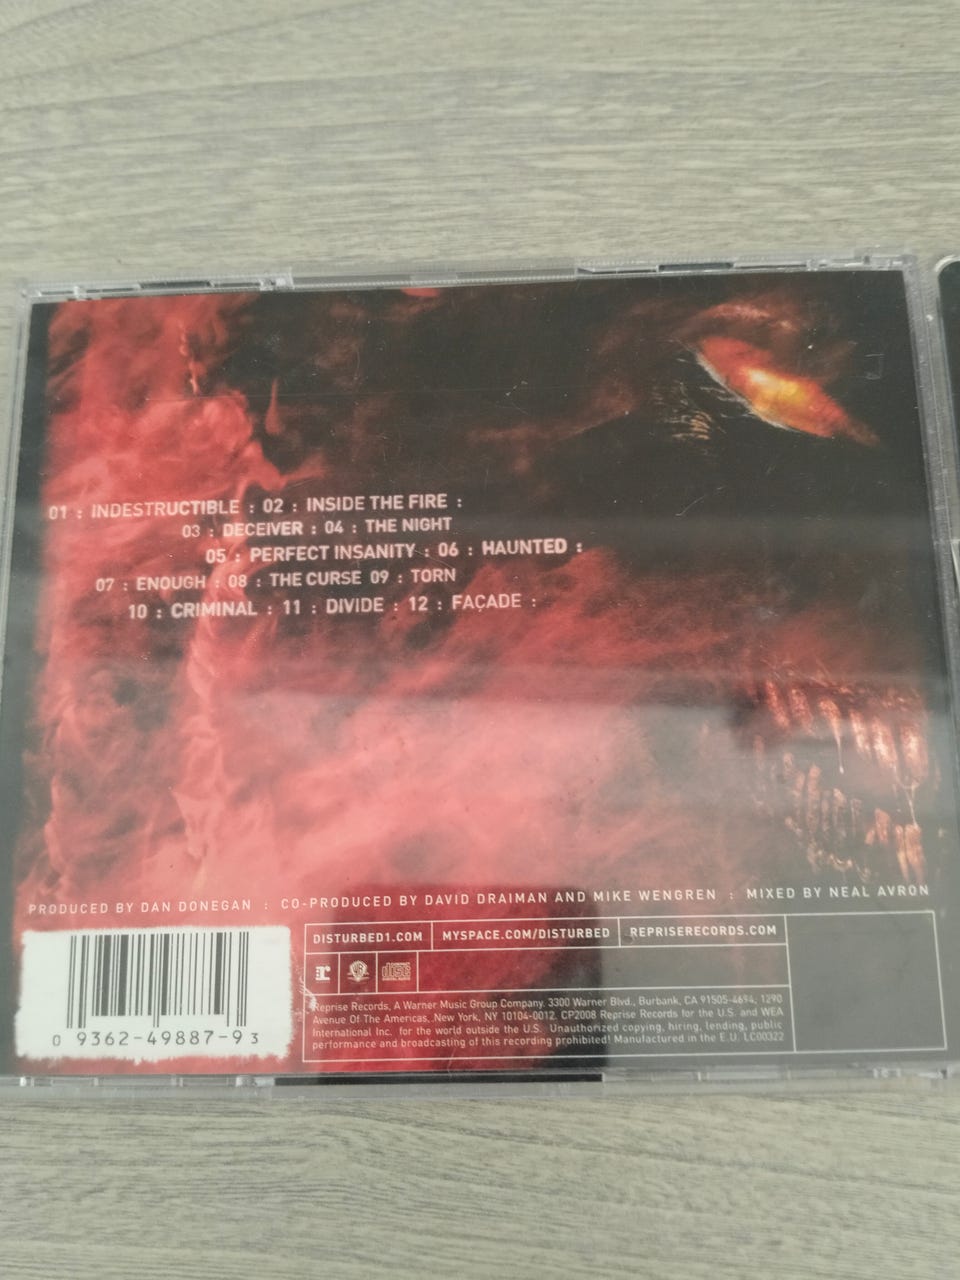 01 : INDESTRUCTIBLE : 02 : INSIDE THE FIRE :
03 : DECEIVER : 04 : THE NIGHT
05 : PERFECT INSANITY : 06 : HAUNTED :
07 : ENOUGH : 08 : THE CURSE 09 : TORN
10 : CRIMINAL : 11 : DIVIDE : 12 : FAÇADE :
PRODUCED BY DAN DONEGAN : CO-PRODUCED BY DAVID DRAIMAN AND MIKE WENGREN : MIXED BY NEAL AVRON
DISTURBED1.COM MYSPACE.COM/DISTURBED REPRISERECORDS.COM
r WB disc
Reprise Records, A Warner Music Group Company. 3300 Warner Blvd., Burbank, CA 91505-4694, 1290
Avenue Of The Americas, New York, NY 10104-0012. CP2008 Reprise Records for the U.S. and WEA
International Inc. for the world outside the U.S. Unauthorized copying, hiring, lending, public
performance and broadcasting of this recording prohibited! Manufactured in the E.U. LC00322
0 9362-49887-9 3